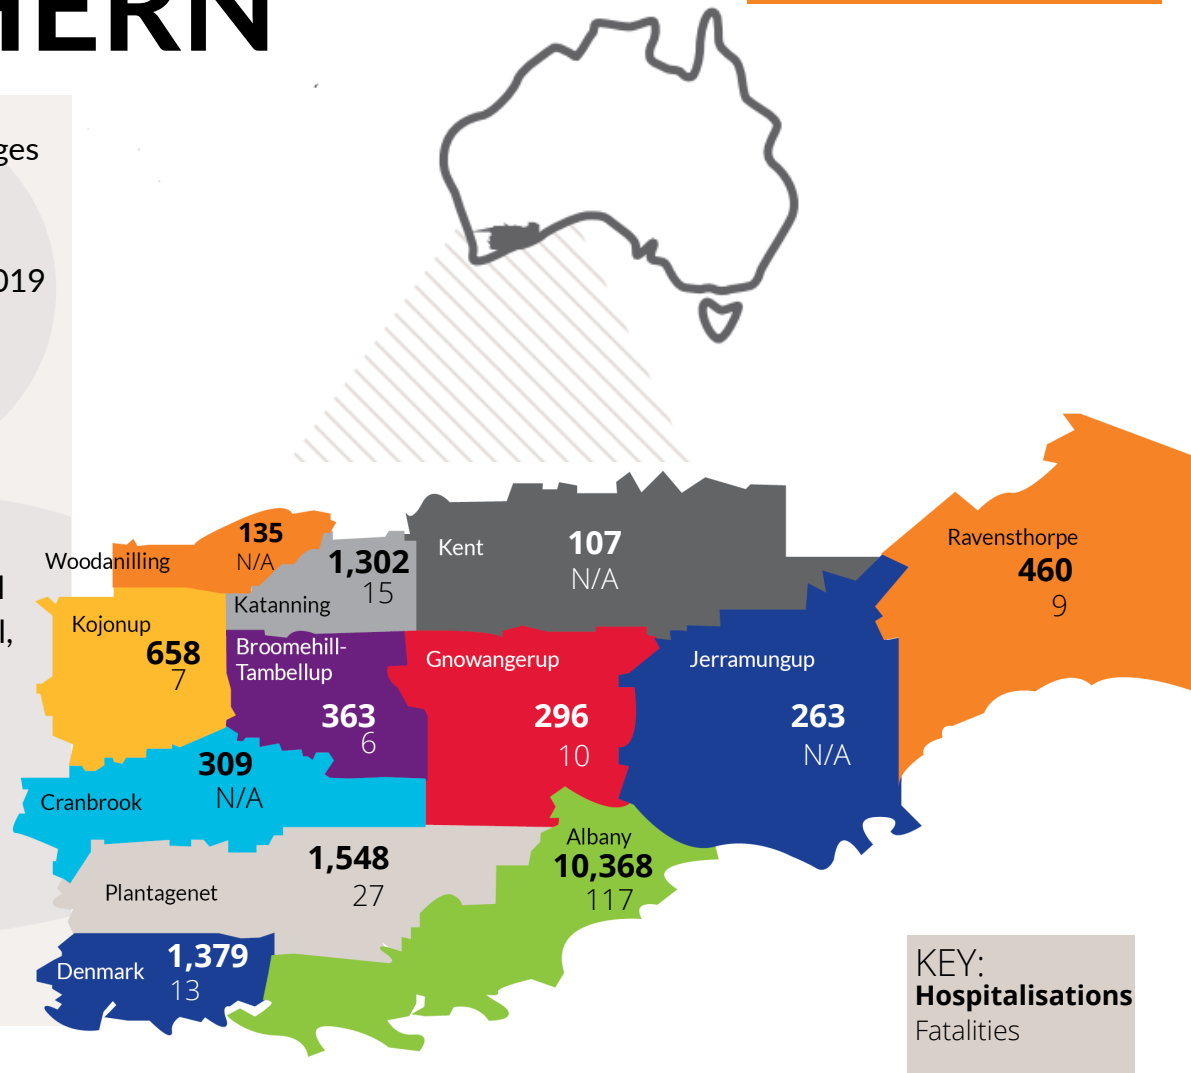 HERN
ges
019
l,
135
Woodanilling
N/A
1,302
15
Katanning
Kent
107
N/A
Ravensthorpe
460
9
Kojonup
658
7
Broomehill-
Tambellup
363
6
Gnowangerup
296
10
Jerramungup
263
N/A
309
N/A
Cranbrook
1,548
27
Plantagenet
Albany
10,368
117
Denmark
1,379
13
KEY:
Hospitalisations
Fatalities